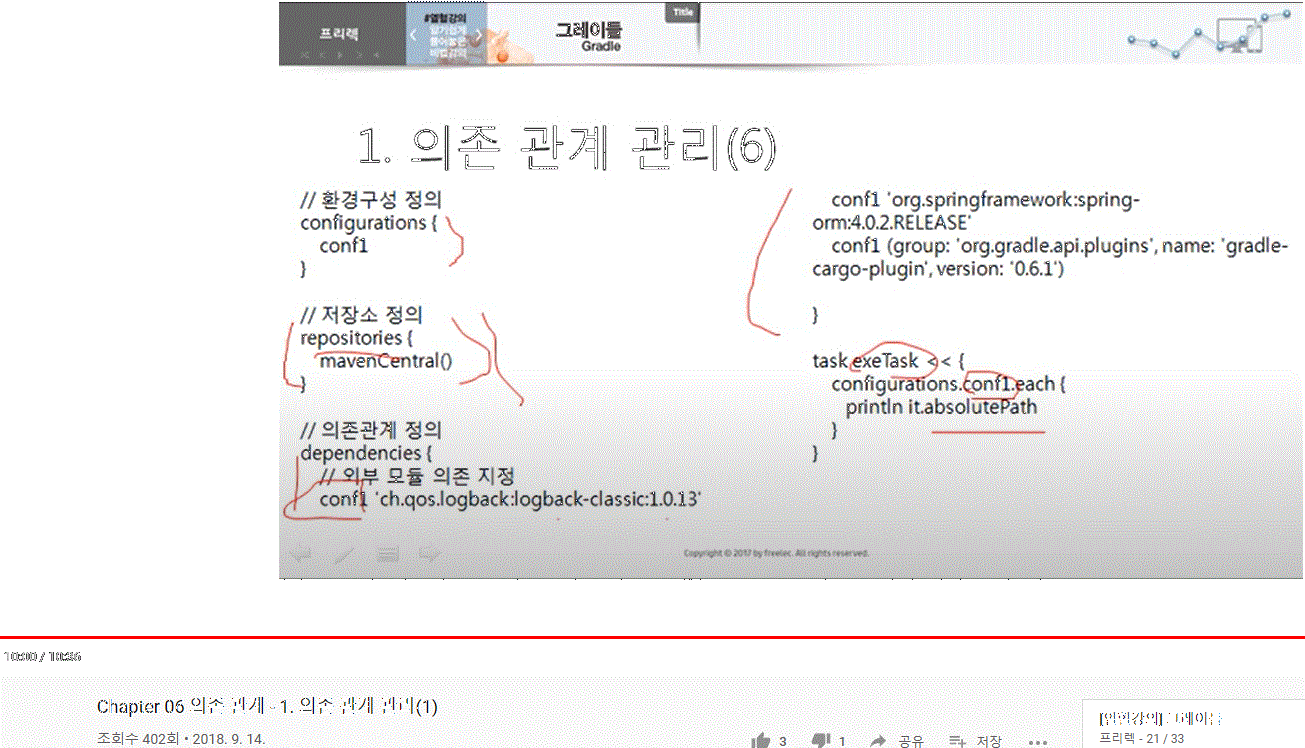 프리렉
#열혈강의
Title
그레이들
Gradle
1. 의존 관계 관리(6)
// 환경구성 정의
configurations {
conf1
}
// 저장소 정의
repositories {
mavenCentral()
}
// 의존관계 정의
dependencies {
// 외부 모듈 의존 지정
conf1 'ch.qos.logback:logback-classic:1.0.13'
conf1 'org.springframework:spring-
orm:4.0.2.RELEASE'
conf1 (group: 'org.gradle.api.plugins', name: 'gradle-
cargo-plugin', version: '0.6.1')
}
task exeTask << {
configurations.conf1.each {
println it.absolutePath
}
}
Copyright © 2017 by freelec. All rights reserved.
Chapter 06 의존 관계 - 1. 의존 관계 관리(1)
조회수 402회 • 2018. 9. 14.
3
1
공유
저장
[열혈강의] 그레이들
프리렉 - 21 / 33